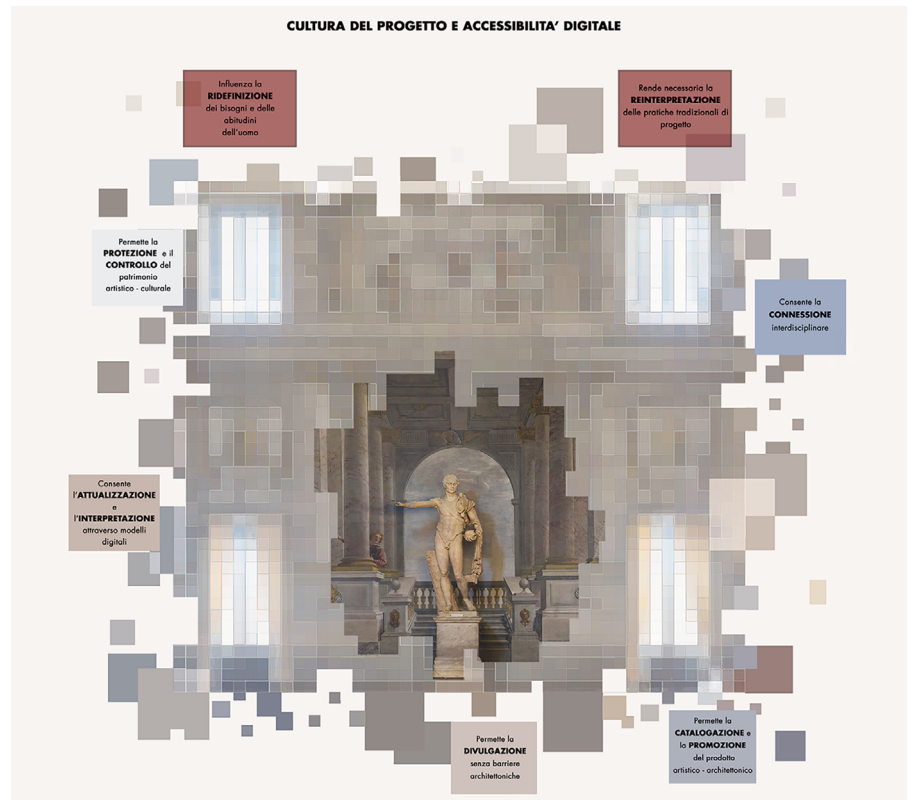 CULTURA DEL PROGETTO E ACCESSIBILITA' DIGITALE
Influenza la
RIDEFINIZIONE
dei bisogni e delle
abitudini
dell'uomo
Rende necessaria la
REINTERPRETAZIONE
delle pratiche tradizionali di
progetto
Permette la
PROTEZIONE e il
CONTROLLO del
patrimonio
artistico - culturale
Consente la
CONNESSIONE
interdisciplinare
Consente
l'ATTUALIZZAZIONE
e
l'INTERPRETAZIONE
attraverso modelli
digitali
Permette la
DIVULGAZIONE
senza barriere
architettoniche
Permette la
CATALOGAZIONE e
la PROMOZIONE
del prodotto
artistico - architettonico